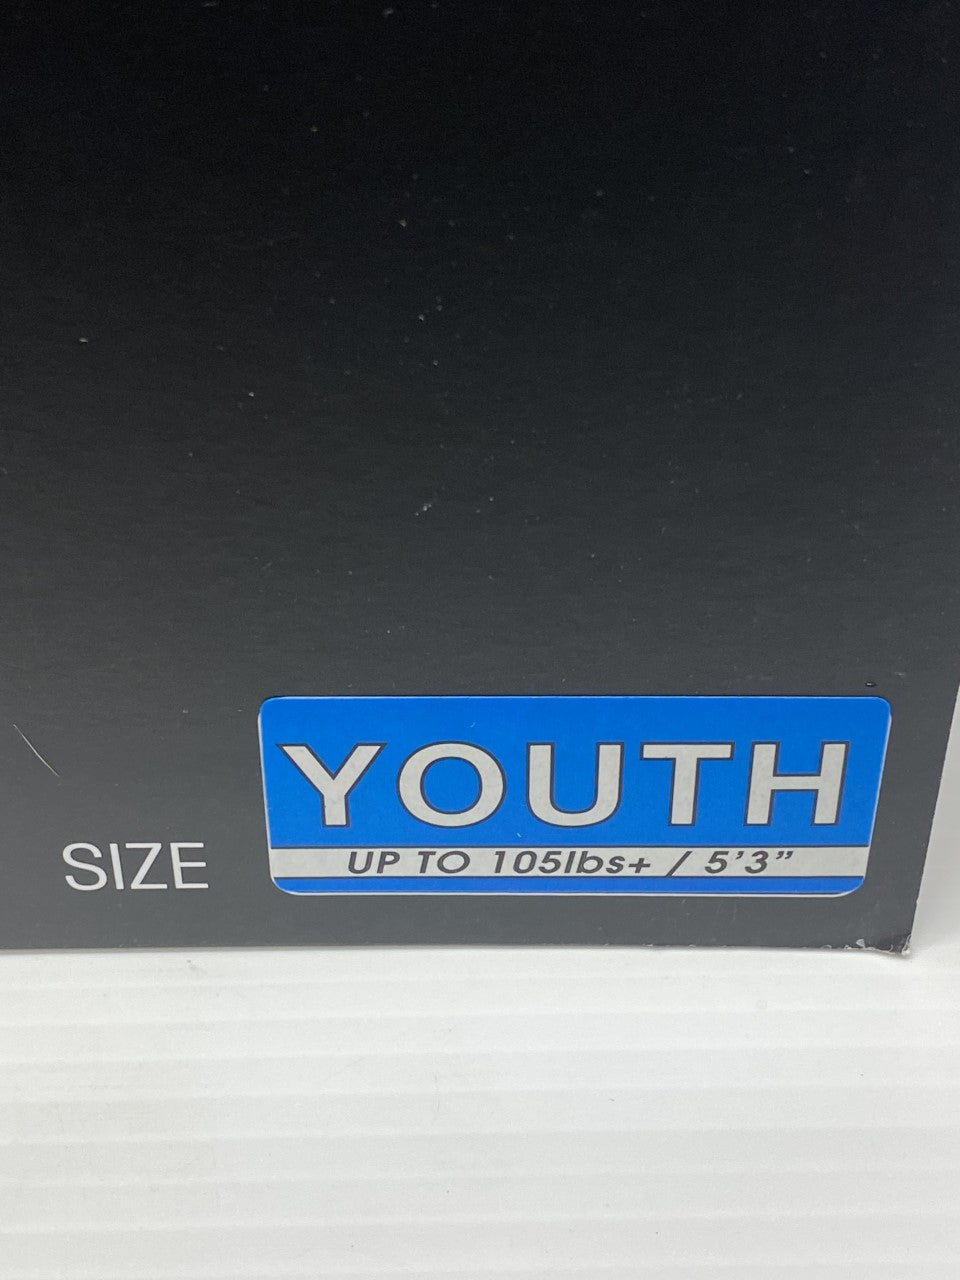 YOUTH
SIZE
UP TO 105lbs+ / 5’3”